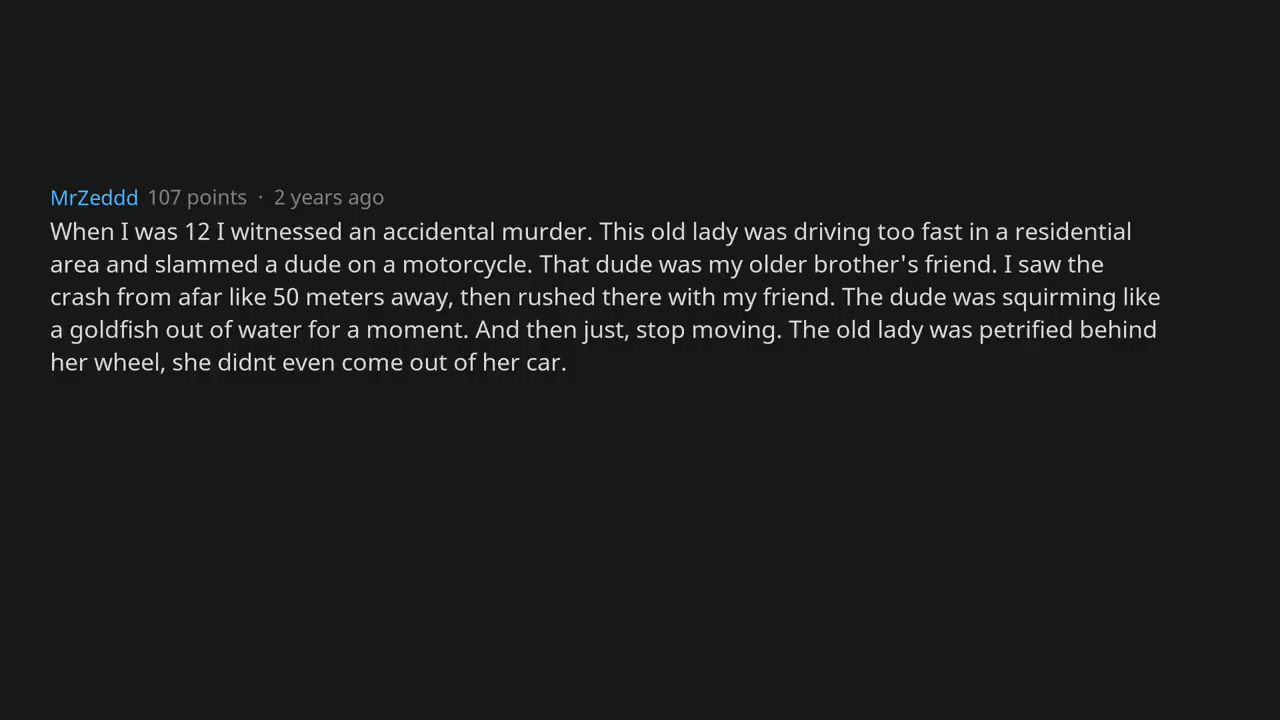 MrZeddd 107 points · 2 years ago
When I was 12 I witnessed an accidental murder. This old lady was driving too fast in a residential
area and slammed a dude on a motorcycle. That dude was my older brother's friend. I saw the
crash from afar like 50 meters away, then rushed there with my friend. The dude was squirming like
a goldfish out of water for a moment. And then just, stop moving. The old lady was petrified behind
her wheel, she didnt even come out of her car.